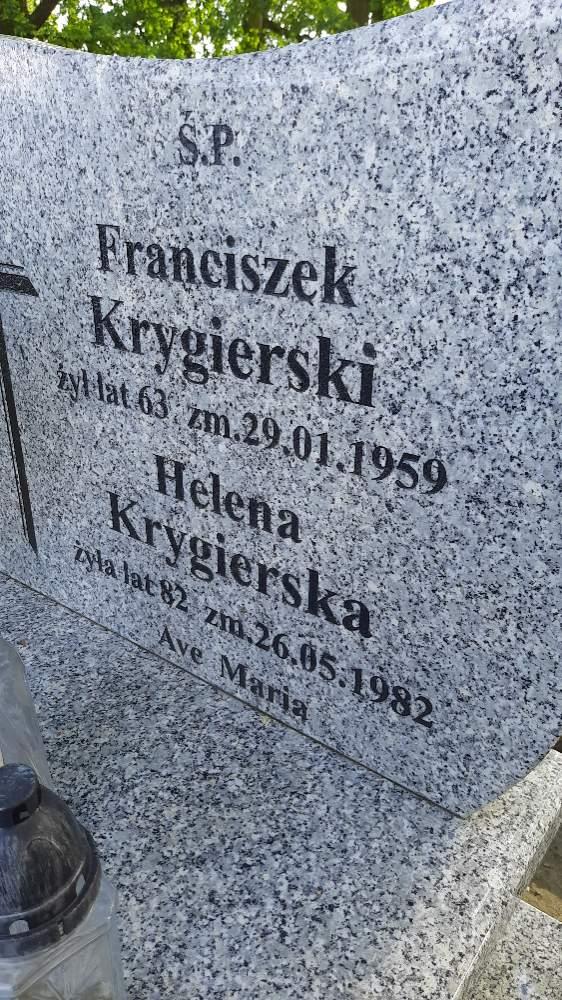 Ś.P.
Franciszek
Krygierski
żył lat 63 zm.29.01.1959
Helena
Krygierska
żyła lat 82 zm.26.05.1982
Ave Maria